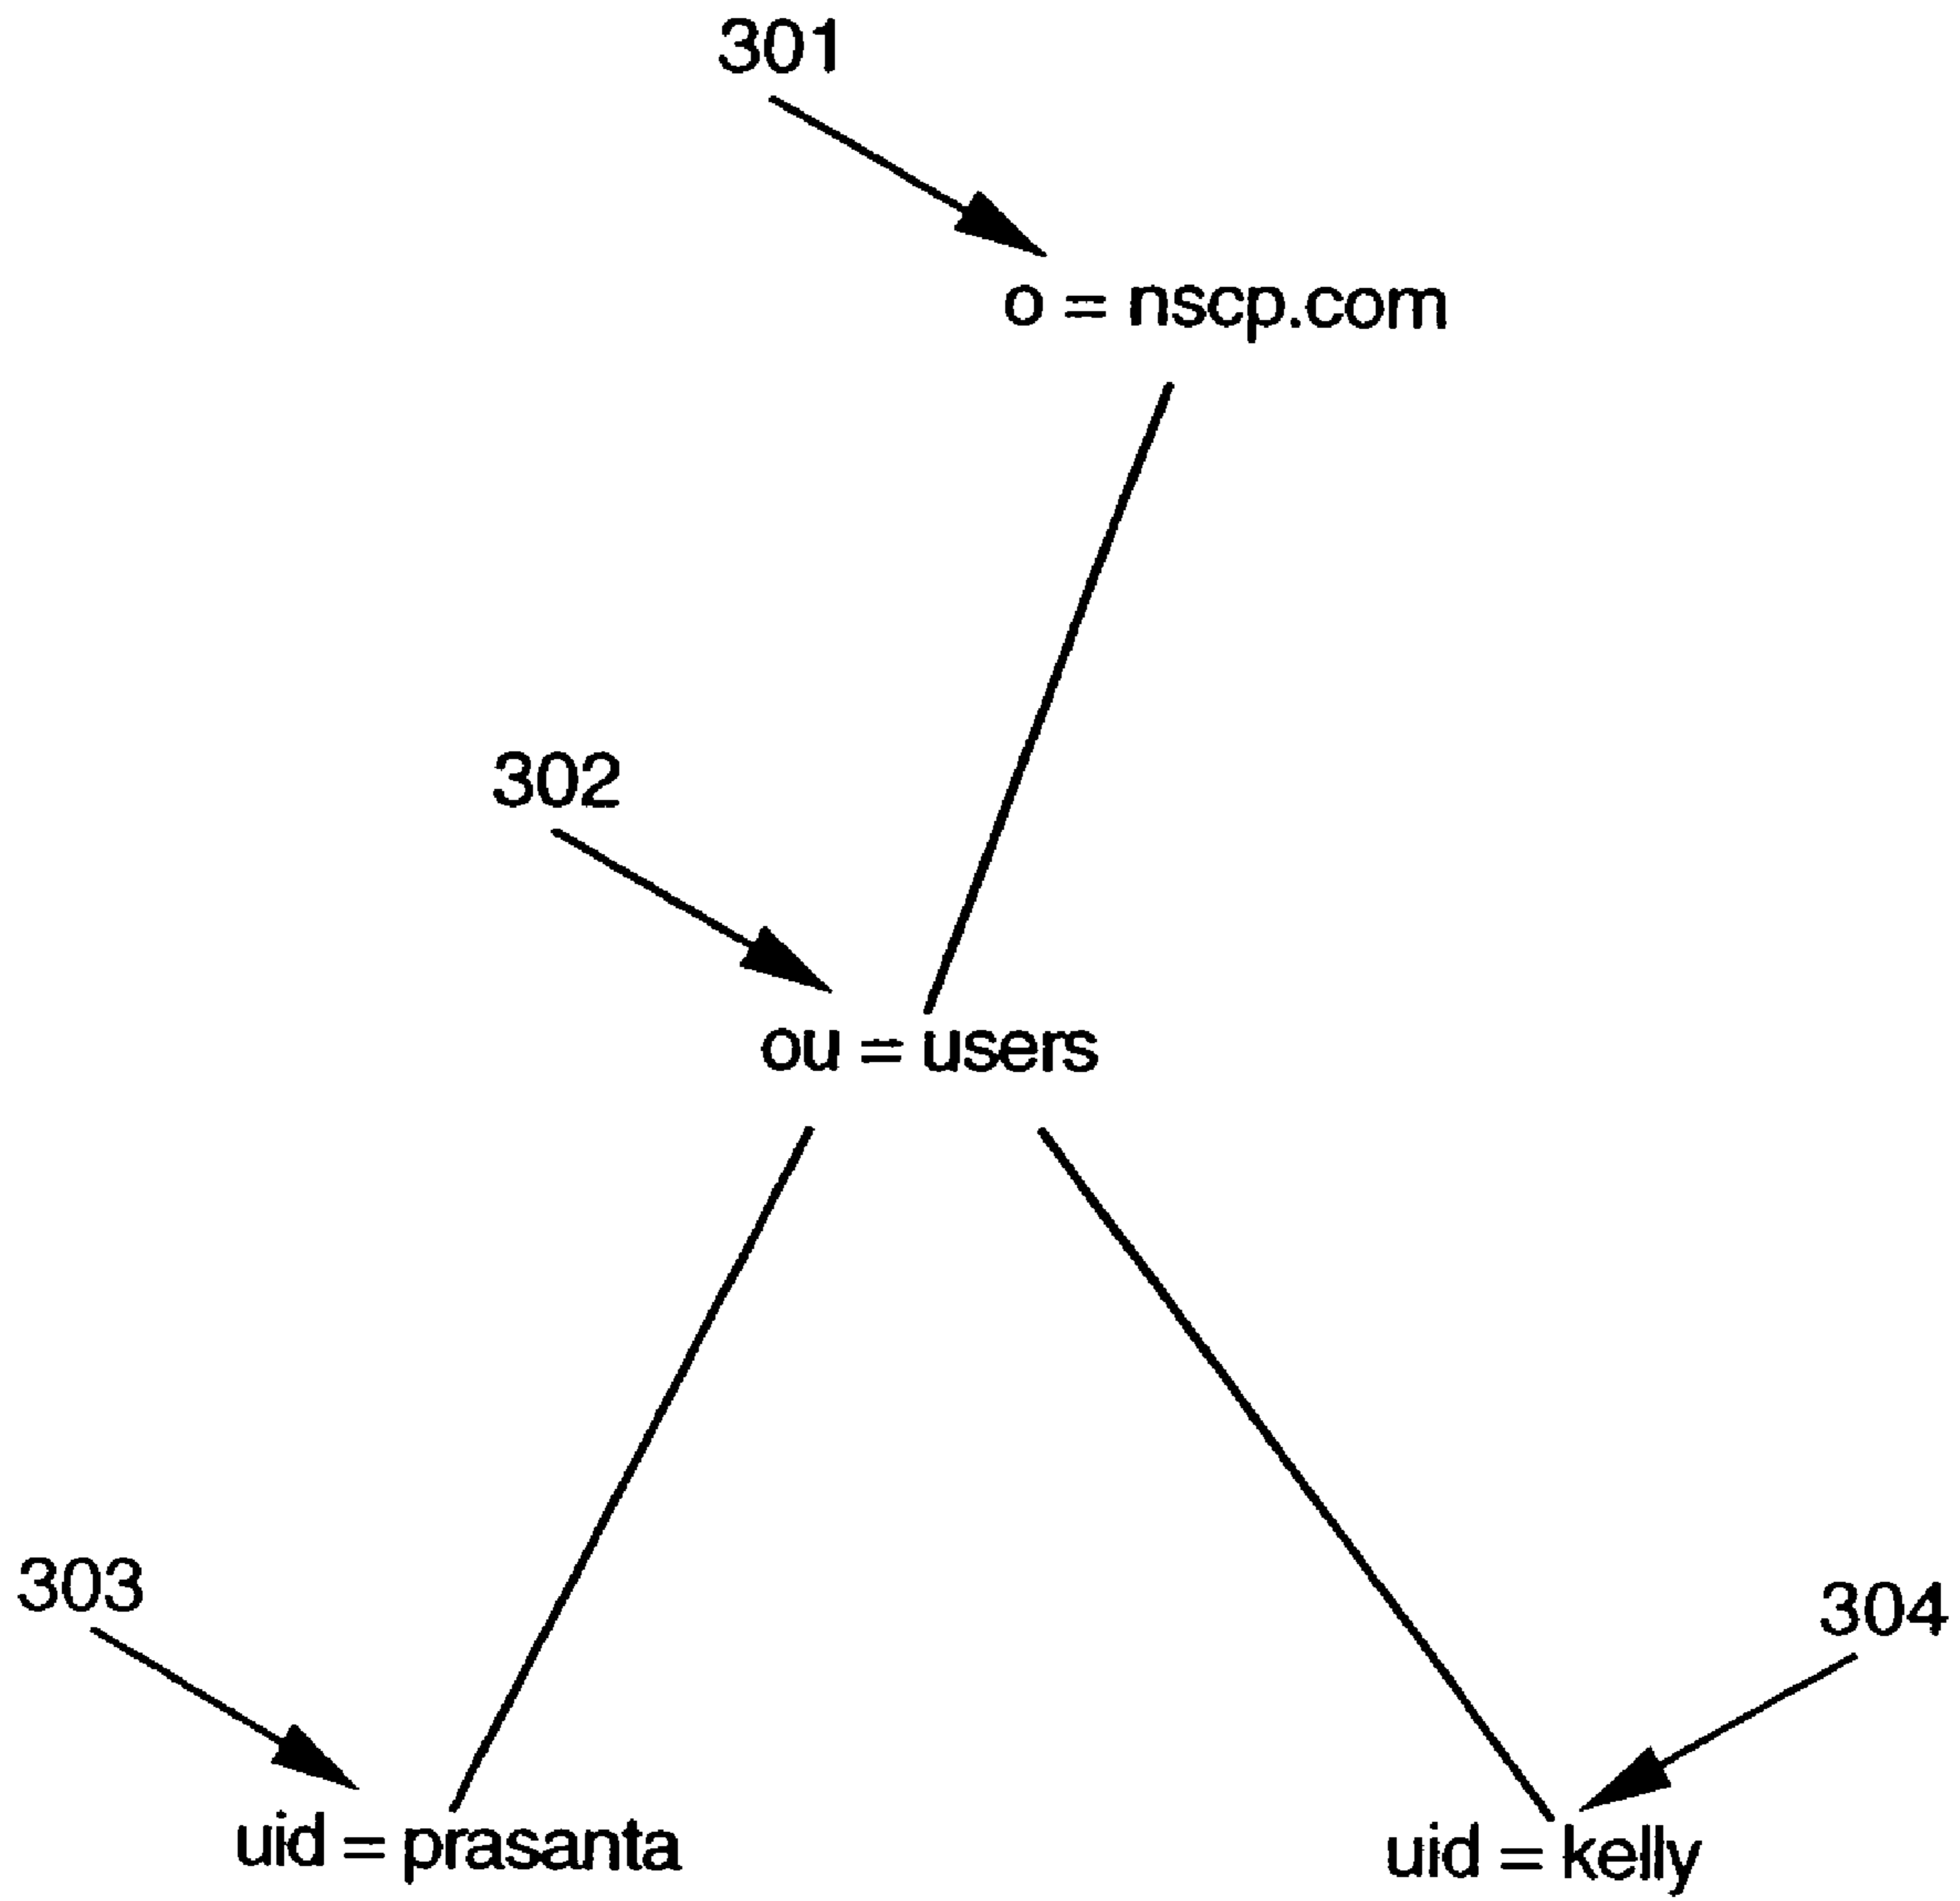 301
o = nscp.com
302
ou = users
303
304
uid = prasanta
uid = kelly